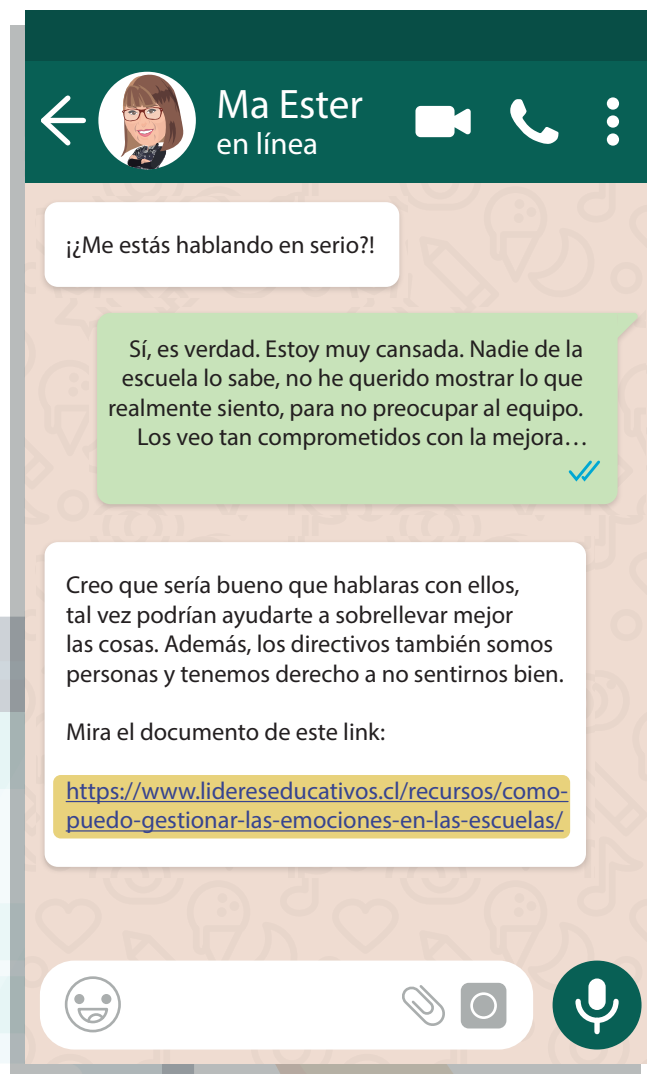 Ma Ester
en línea
¡¿Me estás hablando en serio?!
Sí, es verdad. Estoy muy cansada. Nadie de la
escuela lo sabe, no he querido mostrar lo que
realmente siento, para no preocupar al equipo.
Los veo tan comprometidos con la mejora…
Creo que sería bueno que hablaras con ellos,
tal vez podrían ayudarte a sobrellevar mejor
las cosas. Además, los directivos también somos
personas y tenemos derecho a no sentirnos bien.
Mira el documento de este link:
https://www.lidereseducativos.cl/recursos/como-
puedo-gestionar-las-emociones-en-las-escuelas/